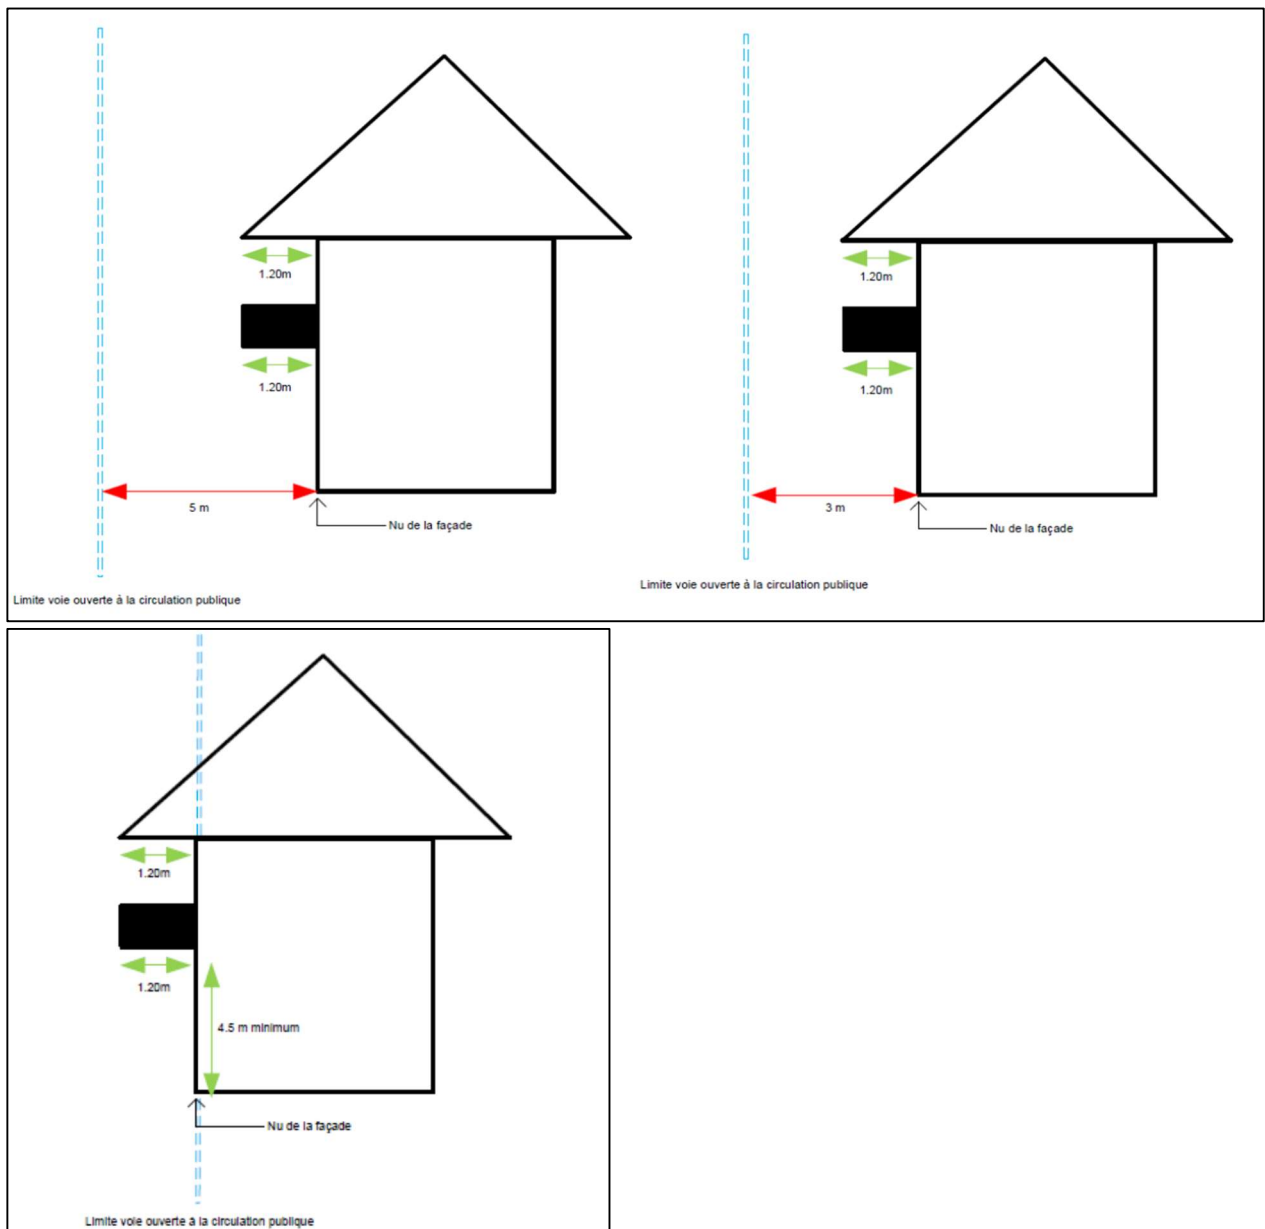 1.20m
1.20m
5 m
Nu de la façade
Limite voie ouverte à la circulation publique
1.20m
1.20m
3 m
Nu de la façade
Limite voie ouverte à la circulation publique
1.20m
1.20m
4.5 m minimum
Nu de la façade
Limite voie ouverte à la circulation publique